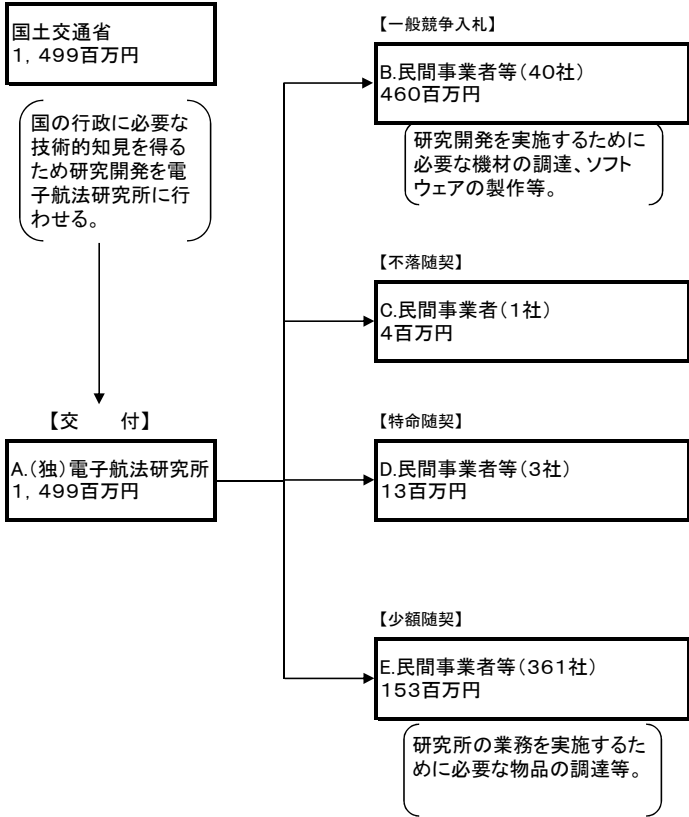 国土交通省
1，499百万円
国の行政に必要な
技術的知見を得る
ため研究開発を電
子航法研究所に行
わせる。
【交　　付】
A.（独）電子航法研究所
1，499百万円
【一般競争入札】
B.民間事業者等（40社）
460百万円
研究開発を実施するために
必要な機材の調達、ソフト
ウェアの製作等。
【不落随契】
C.民間事業者（1社）
4百万円
【特命随契】
D.民間事業者等（3社）
13百万円
【少額随契】
E.民間事業者等（361社）
153百万円
研究所の業務を実施するた
めに必要な物品の調達等。